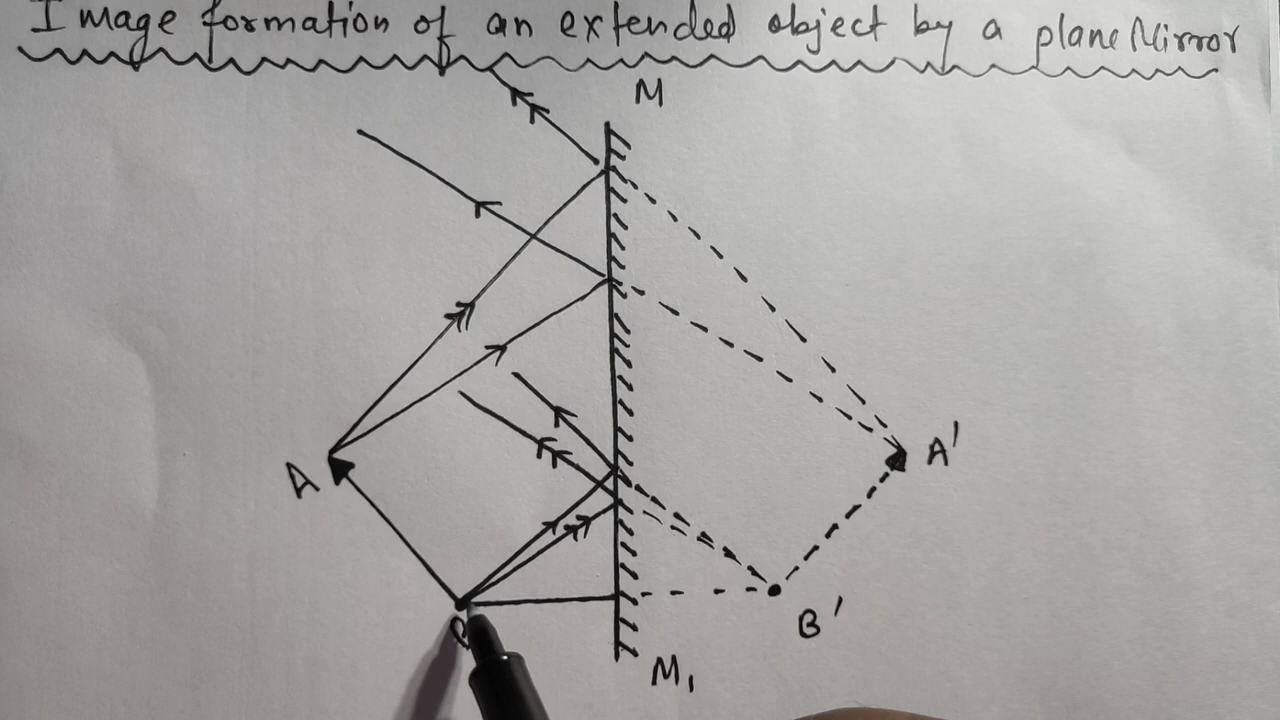 Image formation of an extended object by a plane Mirror
M
A
A'
B'
M1